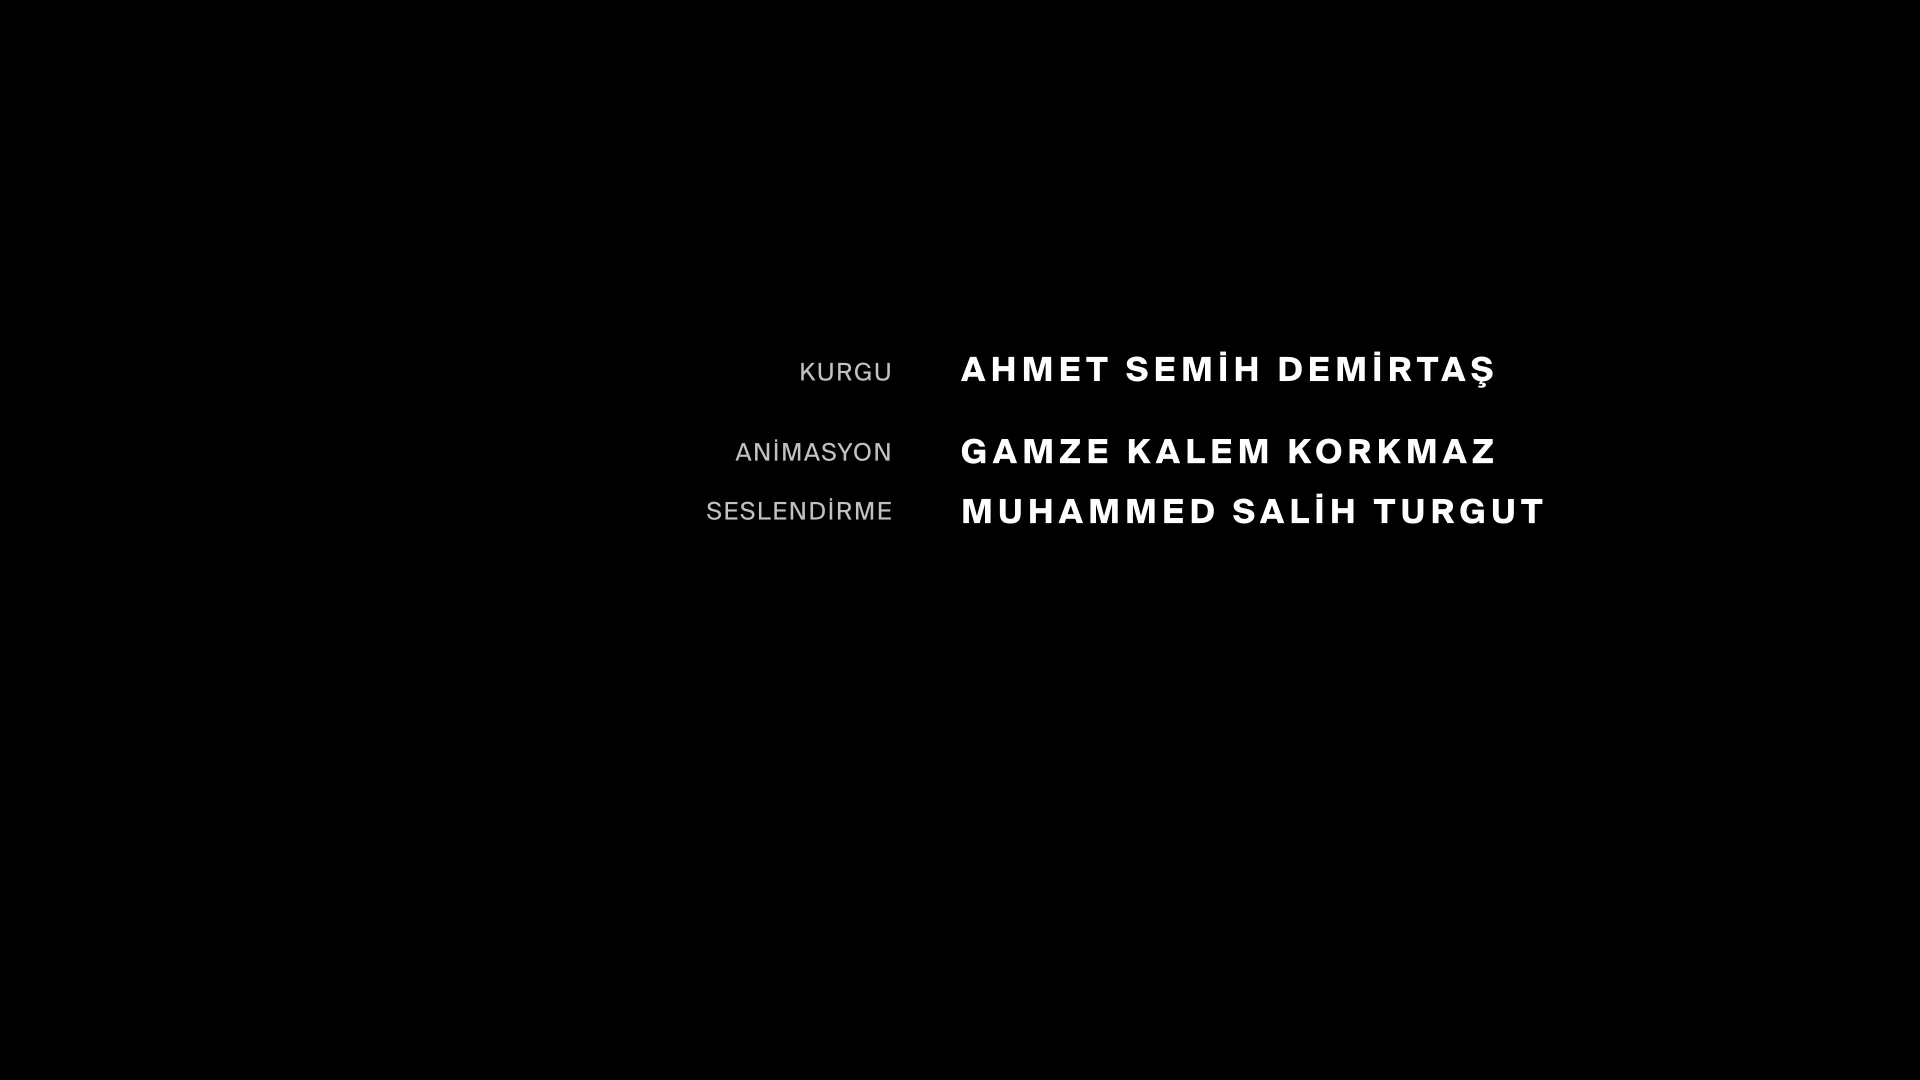 KURGU AHMET SEMİH DEMİRTAŞ
ANİMASYON GAMZE KALEM KORKMAZ
SESLENDİRME MUHAMMED SALİH TURGUT